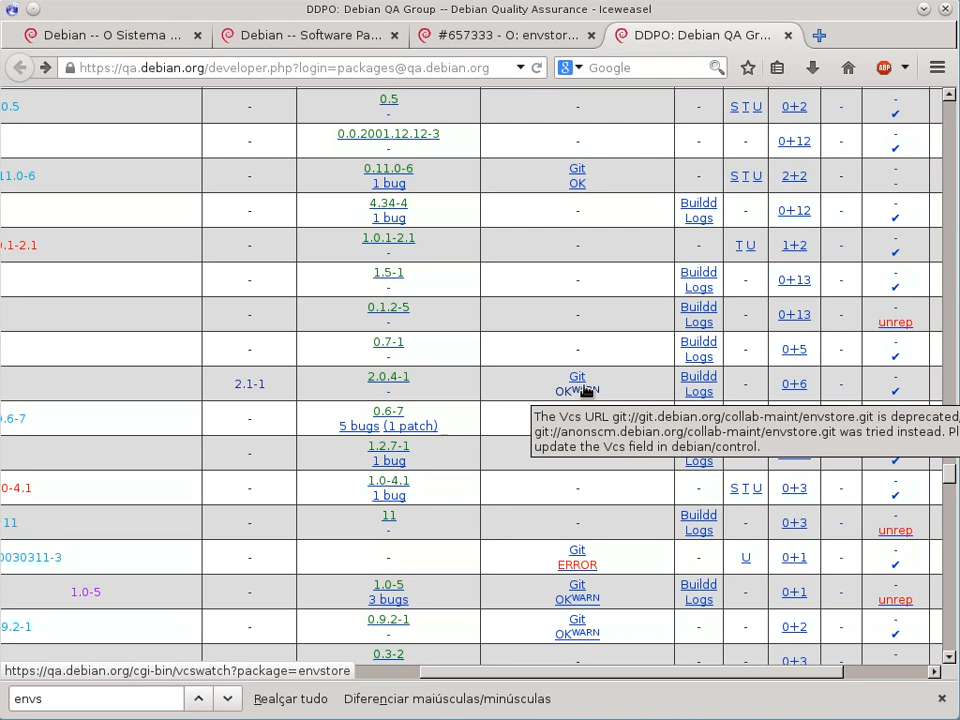 DDPO: Debian QA Group -- Debian Quality Assurance - Iceweasel
Debian -- O Sistema ... Debian -- Software Pa... #657333 - O: envstor... DDPO: Debian QA Gr...
https://qa.debian.org/developer.php?login=packages@qa.debian.org Google ABP
0.5 - 0.5 - - - S T U 0+2 - - ✔
- 0.0.2001.12.12-3 - - - - 0+12 - - ✔
11.0-6 - 0.11.0-6 Git - S T U 2+2 - -
1 bug OK -
- 4.34-4 - Buildd - 0+12 - -
1 bug Logs ✔
.1-2.1 - 1.0.1-2.1 - - T U 1+2 - -
- ✔
- 1.5-1 - Buildd - 0+13 - -
- Logs ✔
- 0.1.2-5 - Buildd - 0+13 - -
- Logs unrep
- 0.7-1 - Buildd - 0+5 - -
- Logs ✔
2.1-1 2.0.4-1 Git Buildd - 0+6 - -
- OKWARN Logs ✔
.6-7 - 0.6-7
5 bugs (1 patch)
The Vcs URL git://git.debian.org/collab-maint/envstore.git is deprecated,
git://anonscm.debian.org/collab-maint/envstore.git was tried instead. Pl
update the Vcs field in debian/control.
- 1.2.7-1
1 bug Logs ✔
0-4.1 - 1.0-4.1 - - S T U 0+3 - -
1 bug ✔
11 - 11 - Buildd - 0+3 - -
- Logs unrep
0030311-3 - - Git - U 0+1 - -
ERROR ✔
1.0-5 - 1.0-5 Git Buildd - 0+1 - -
3 bugs OKWARN Logs unrep
9.2-1 - 0.9.2-1 Git - - 0+2 - -
- OKWARN ✔
0.3-2 0+3
https://qa.debian.org/cgi-bin/vcswatch?package=envstore
envs Realçar tudo Diferenciar maiúsculas/minúsculas